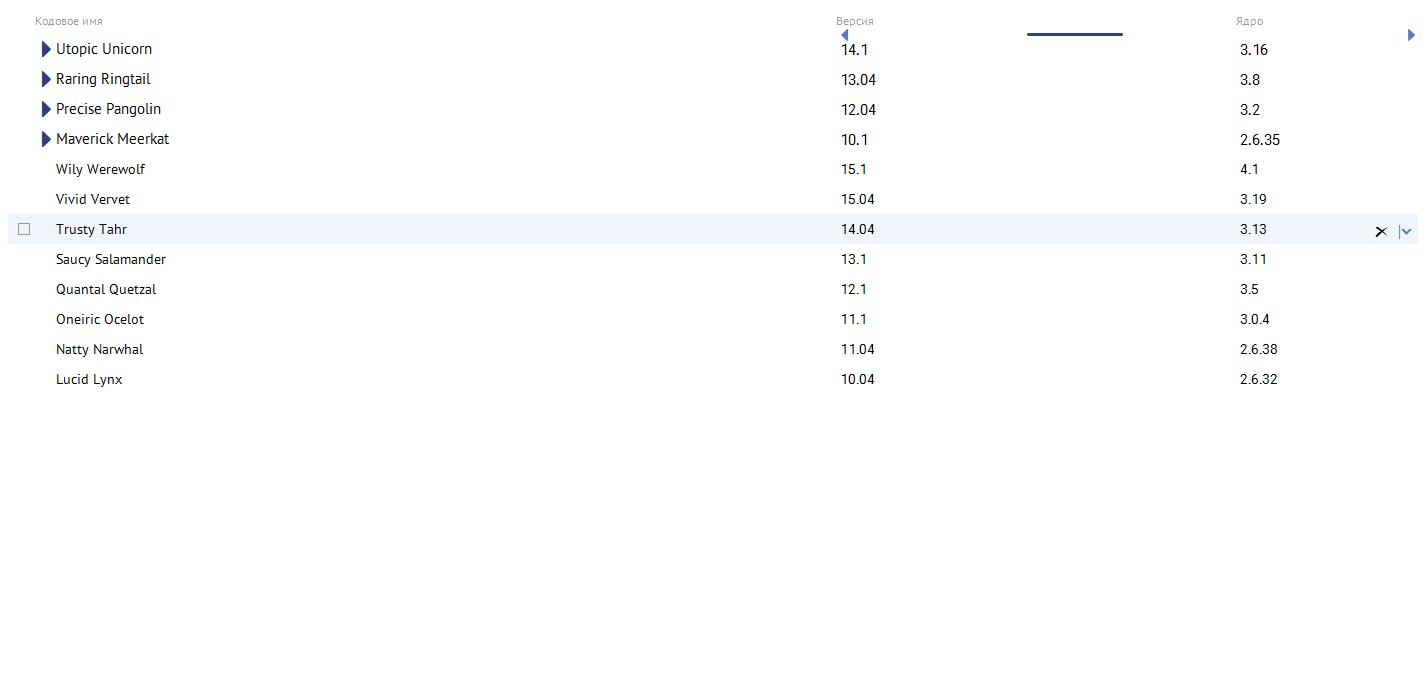 Кодовое имя Версия Ядро
Utopic Unicorn 14.1 3.16
Raring Ringtail 13.04 3.8
Precise Pangolin 12.04 3.2
Maverick Meerkat 10.1 2.6.35
Wily Werewolf 15.1 4.1
Vivid Vervet 15.04 3.19
Trusty Tahr 14.04 3.13
Saucy Salamander 13.1 3.11
Quantal Quetzal 12.1 3.5
Oneiric Ocelot 11.1 3.0.4
Natty Narwhal 11.04 2.6.38
Lucid Lynx 10.04 2.6.32